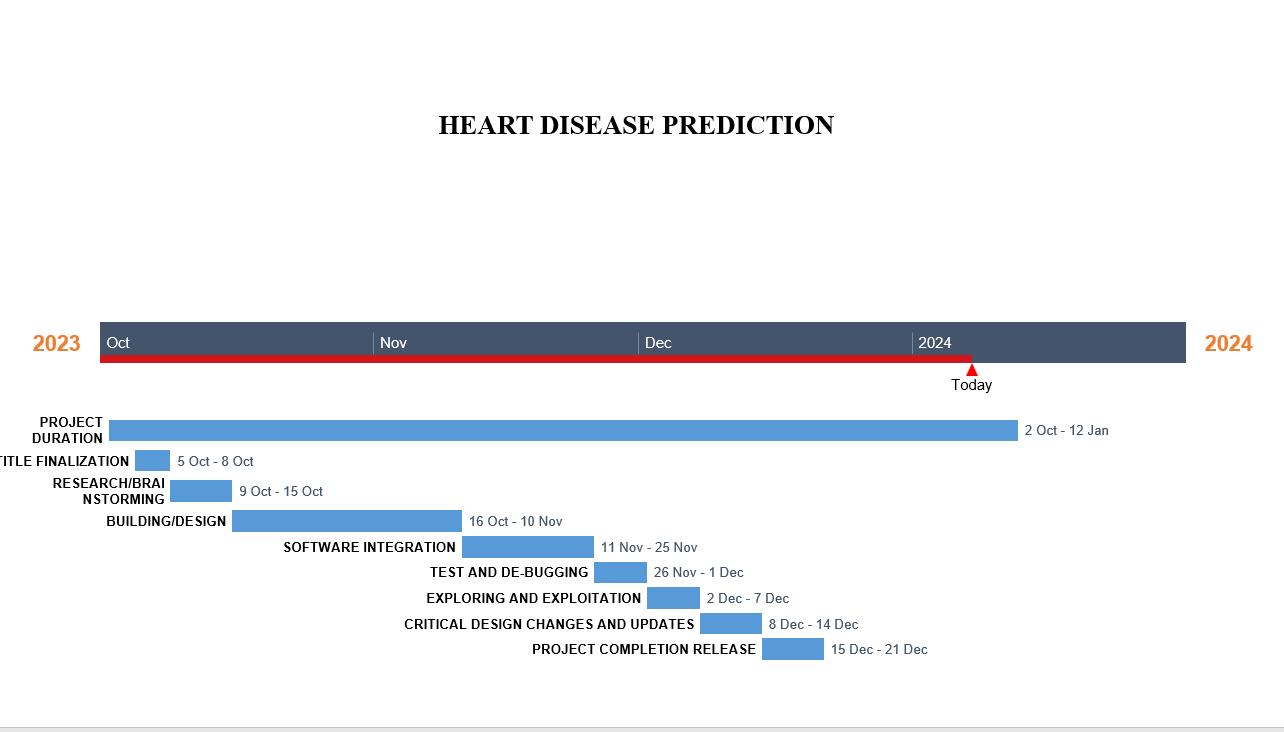 HEART DISEASE PREDICTION
2023 Oct Nov Dec 2024 2024
Today
PROJECT
DURATION 2 Oct - 12 Jan
TITLE FINALIZATION 5 Oct - 8 Oct
RESEARCH/BRAI
NSTORMING 9 Oct - 15 Oct
BUILDING/DESIGN 16 Oct - 10 Nov
SOFTWARE INTEGRATION 11 Nov - 25 Nov
TEST AND DE-BUGGING 26 Nov - 1 Dec
EXPLORING AND EXPLOITATION 2 Dec - 7 Dec
CRITICAL DESIGN CHANGES AND UPDATES 8 Dec - 14 Dec
PROJECT COMPLETION RELEASE 15 Dec - 21 Dec